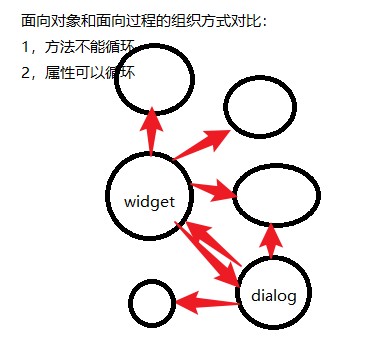 面向对象和面向过程的组织方式对比：
1，方法不能循环
2，属性可以循环
widget
dialog